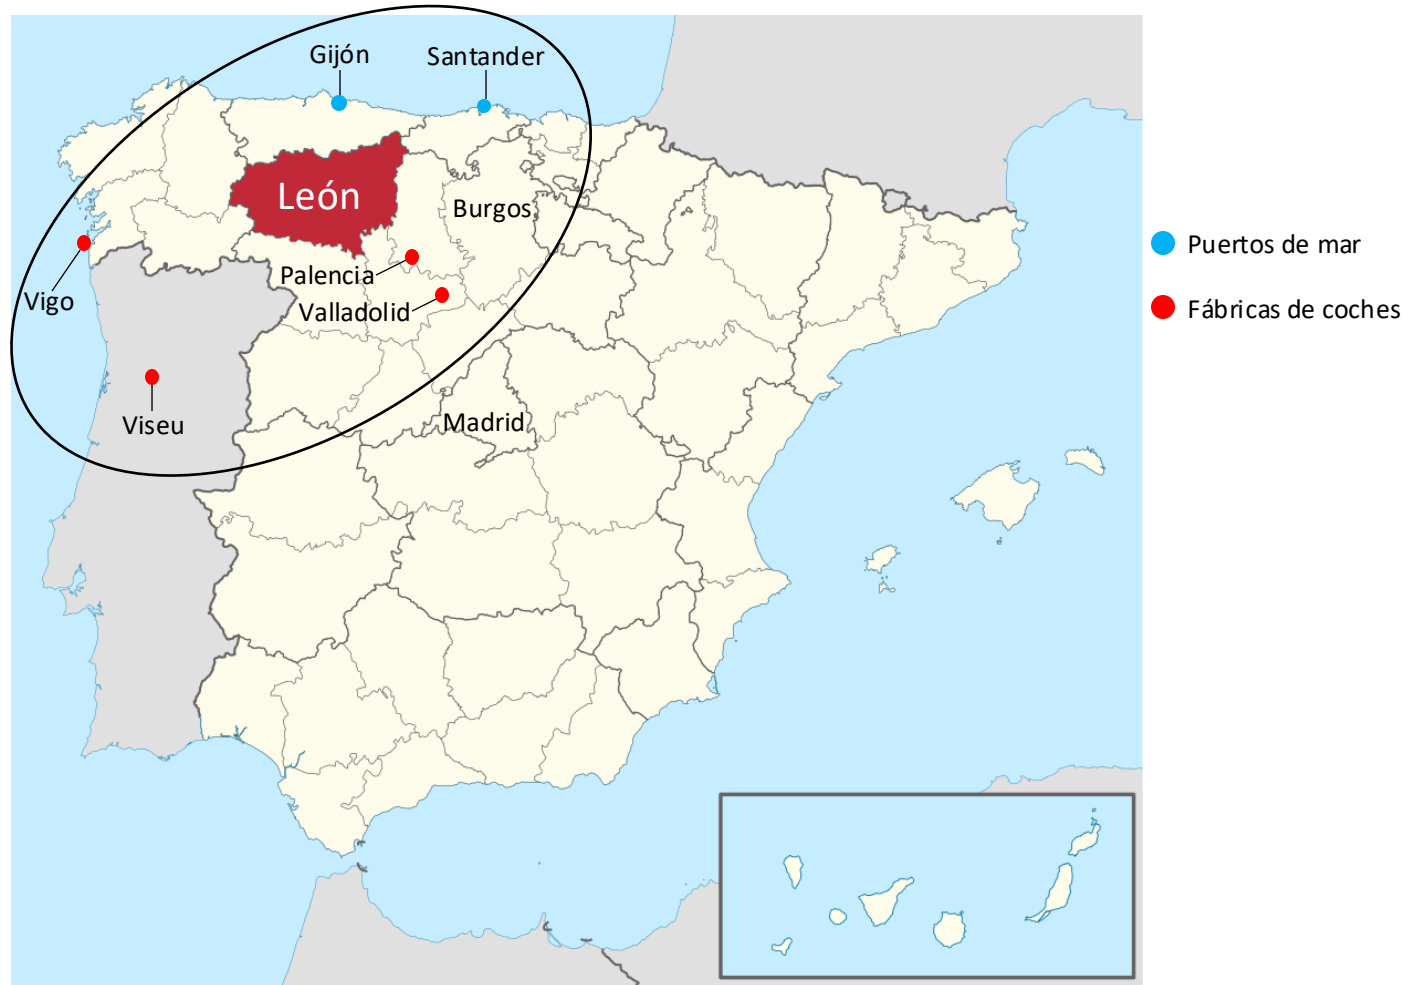 Gijón
Santander
León
Burgos
Puertos de mar
Palencia
Vigo
Valladolid
Fábricas de coches
Viseu
Madrid